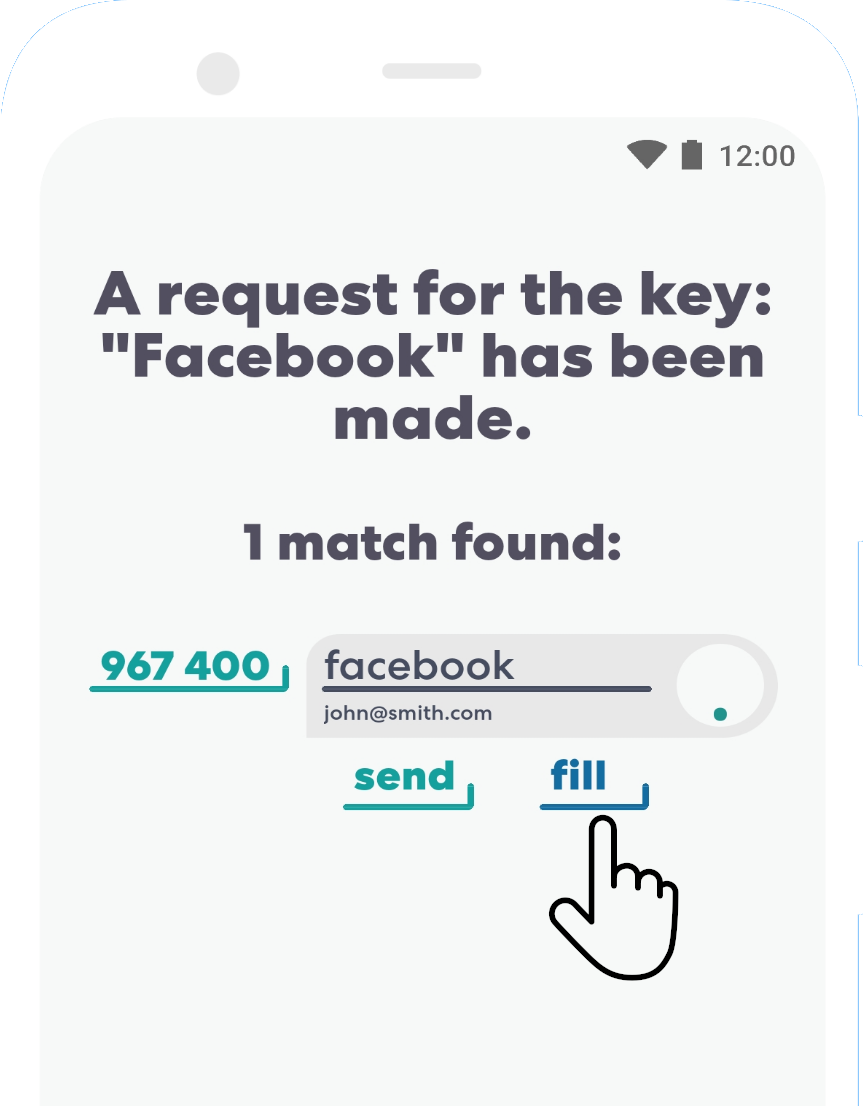 12:00
A request for the key:
"Facebook" has been
made.
1 match found:
967 400
facebook
john@smith.com
send fill